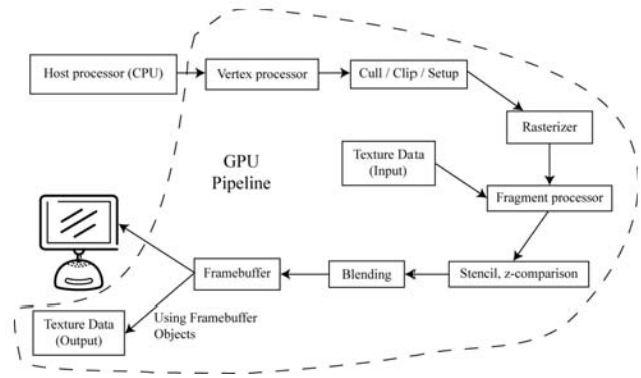 Host processor (CPU)
Vertex processor
Cull / Clip / Setup
Rasterizer
GPU
Pipeline
Texture Data
(Input)
Fragment processor
Stencil, z-comparison
Blending
Framebuffer
Using Framebuffer
Objects
Texture Data
(Output)